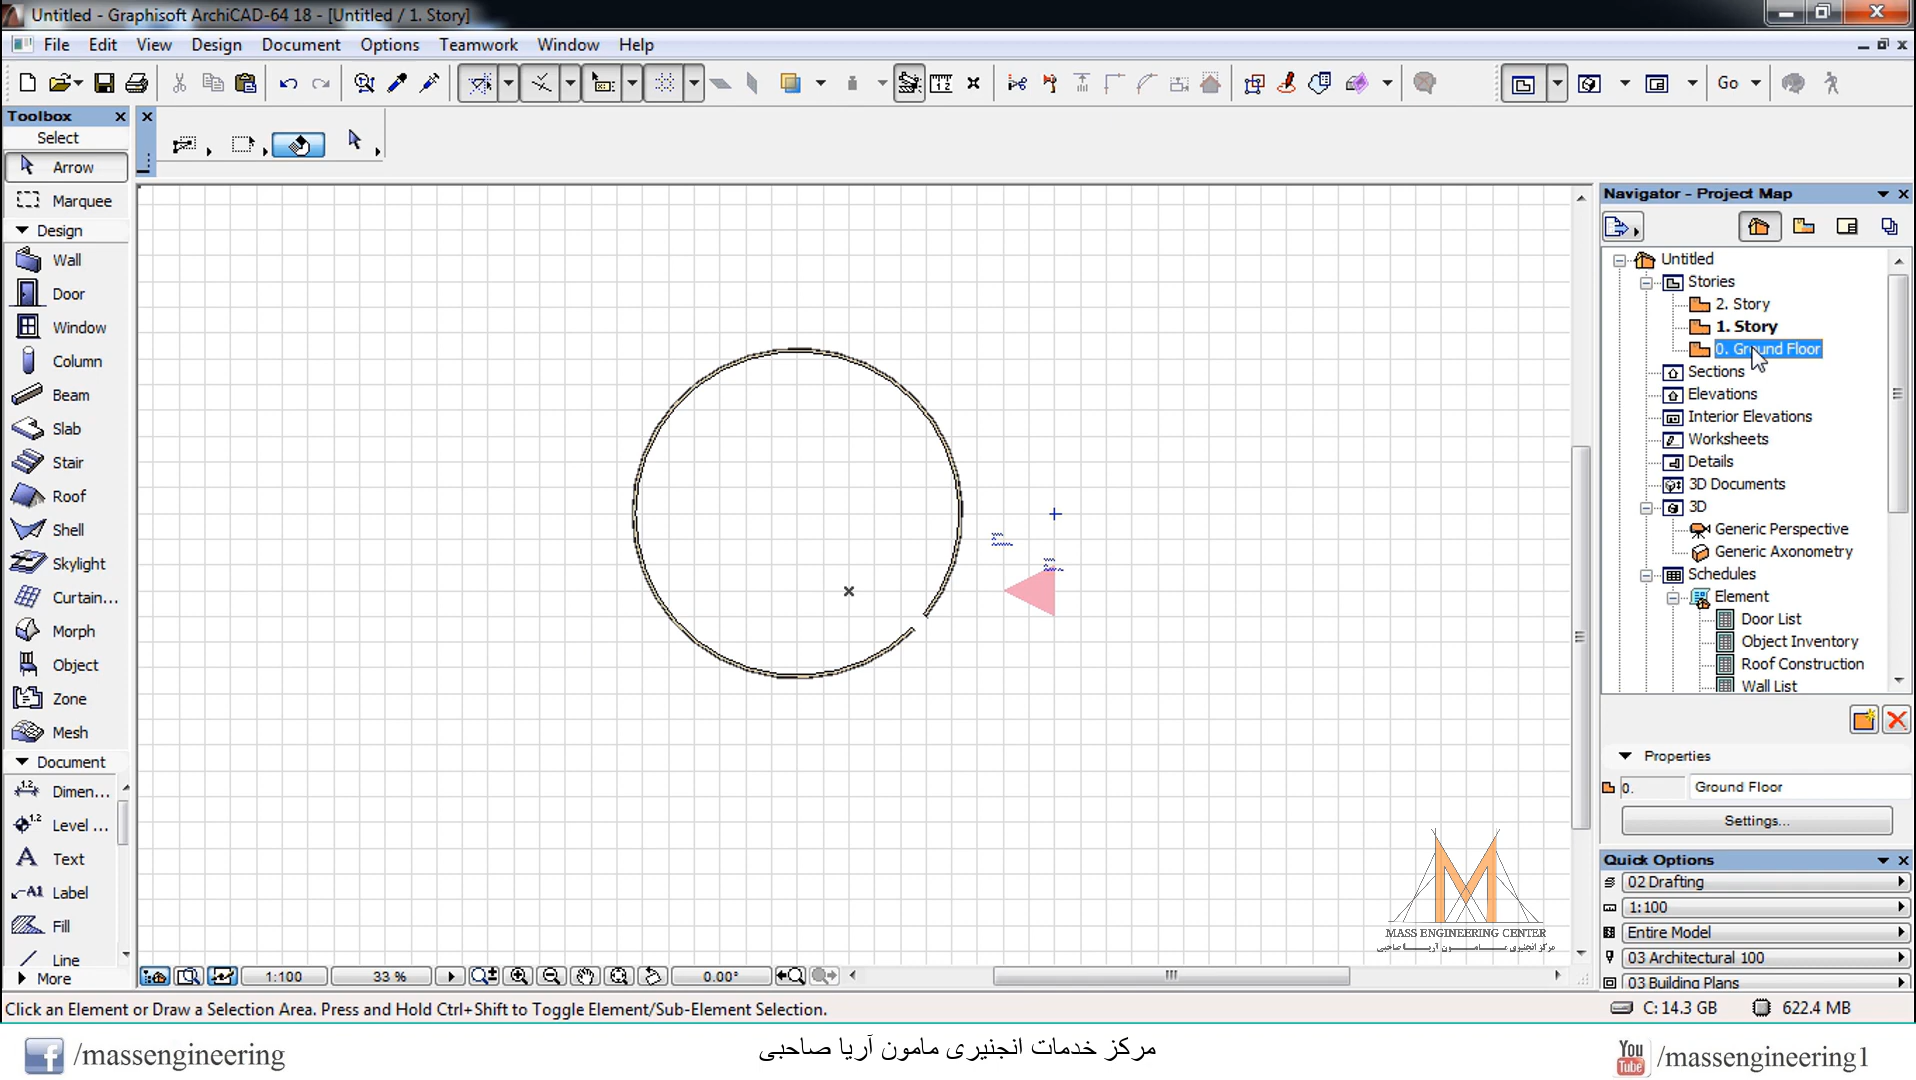 Untitled - Graphisoft ArchiCAD-64 18 - [Untitled / 1. Story]
File Edit View Design Document Options Teamwork Window Help
Go
Toolbox
Select
Arrow
Marquee
Design
Wall
Door
Window
Column
Beam
Slab
Stair
Roof
Shell
Skylight
Curtain...
Morph
Object
Zone
Mesh
Document
Dimen...
Level ...
Text
Label
Fill
Line
More
Navigator - Project Map
Untitled
Stories
2. Story
1. Story
0. Ground Floor
Sections
Elevations
Interior Elevations
Worksheets
Details
3D Documents
3D
Generic Perspective
Generic Axonometry
Schedules
Element
Door List
Object Inventory
Roof Construction
Wall List
Properties
0. Ground Floor
Settings...
Quick Options
02 Drafting
1:100
Entire Model
03 Architectural 100
03 Building Plans
MASS ENGINEERING CENTER
مرکز انجنیری مامون آریا صاحبی
1:100 33 % 0.00°
Click an Element or Draw a Selection Area. Press and Hold Ctrl+Shift to Toggle Element/Sub-Element Selection.
C: 14.3 GB 622.4 MB
/massengineering
مرکز خدمات انجنیری مامون آریا صاحبی
You Tube /massengineering1